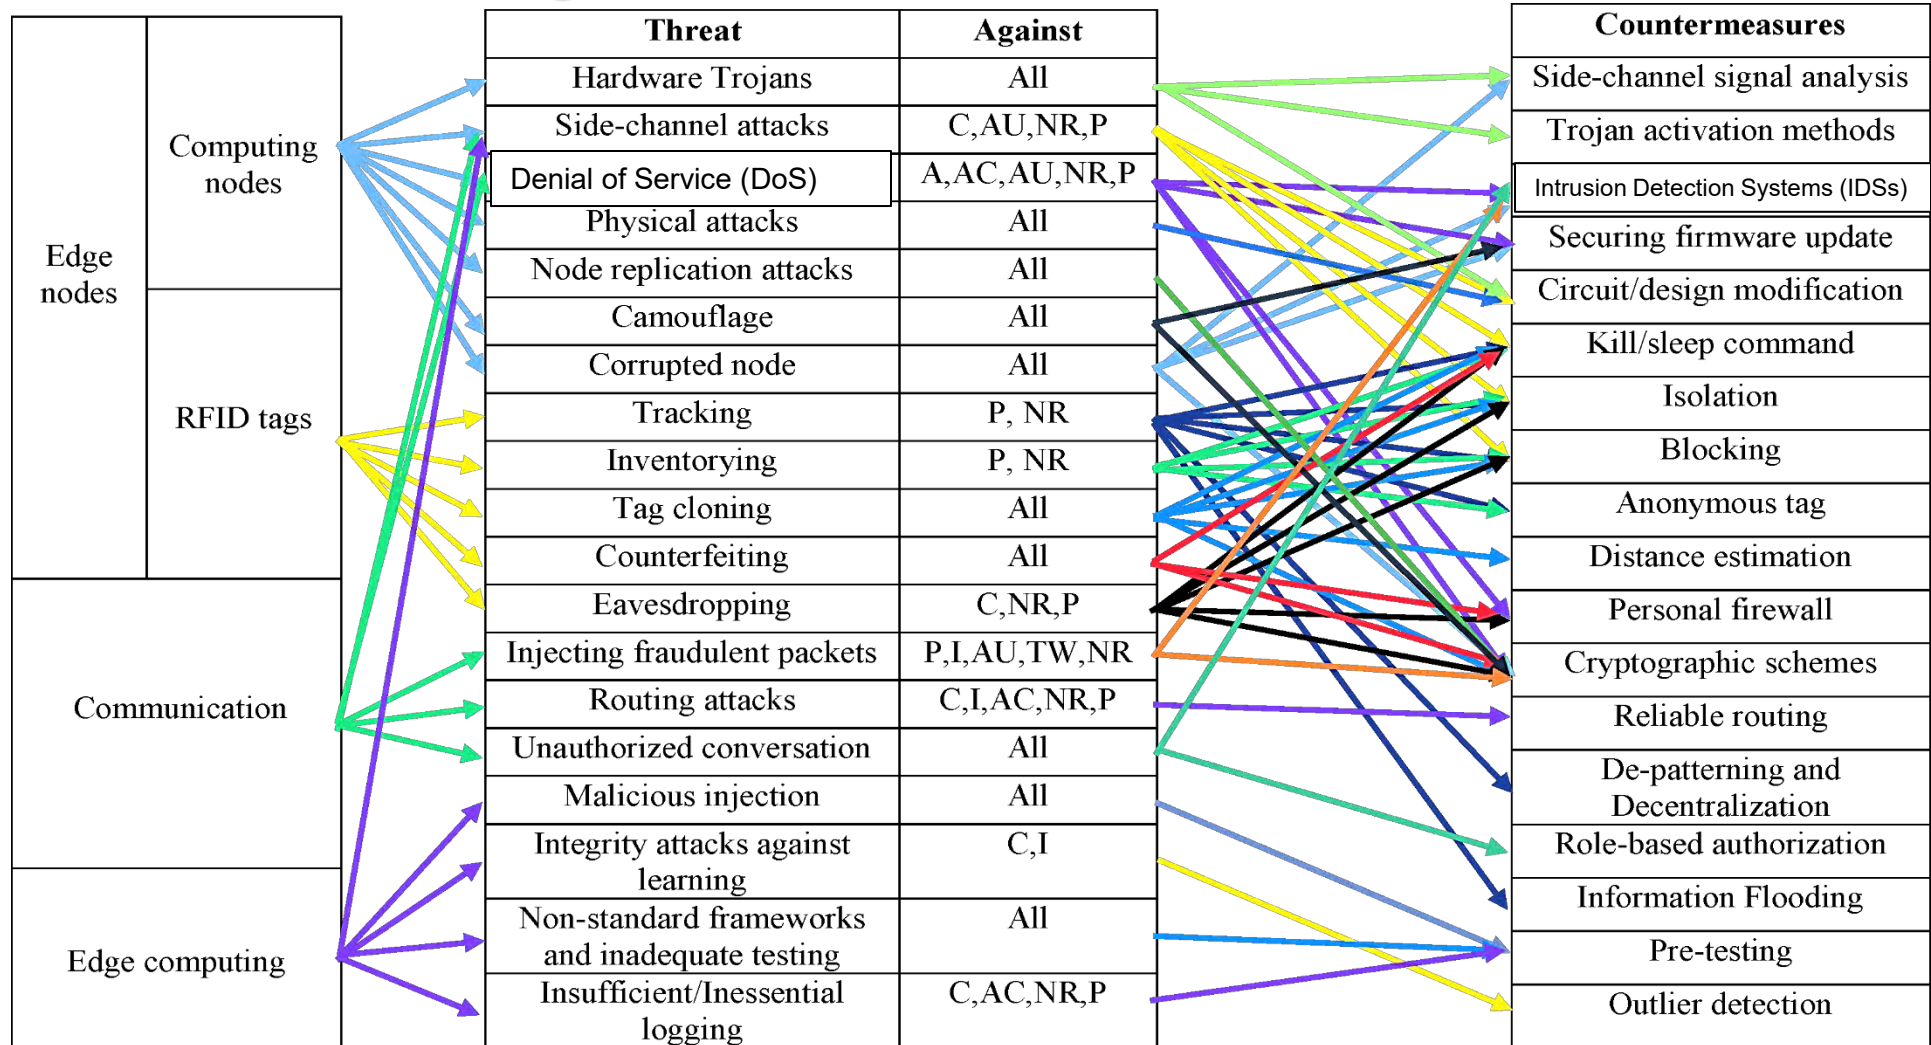 Edge
nodes
Computing
nodes
RFID tags
Communication
Edge computing
Threat
Against
Hardware Trojans
All
Side-channel attacks
C,AU,NR,P
Denial of Service (DoS)
A,AC,AU,NR,P
Physical attacks
All
Node replication attacks
All
Camouflage
All
Corrupted node
All
Tracking
P, NR
Inventorying
P, NR
Tag cloning
All
Counterfeiting
All
Eavesdropping
C,NR,P
Injecting fraudulent packets
P,I,AU,TW,NR
Routing attacks
C,I,AC,NR,P
Unauthorized conversation
All
Malicious injection
All
Integrity attacks against
learning
C,I
Non-standard frameworks
and inadequate testing
All
Insufficient/Inessential
logging
C,AC,NR,P
Countermeasures
Side-channel signal analysis
Trojan activation methods
Intrusion Detection Systems (IDSs)
Securing firmware update
Circuit/design modification
Kill/sleep command
Isolation
Blocking
Anonymous tag
Distance estimation
Personal firewall
Cryptographic schemes
Reliable routing
De-patterning and
Decentralization
Role-based authorization
Information Flooding
Pre-testing
Outlier detection